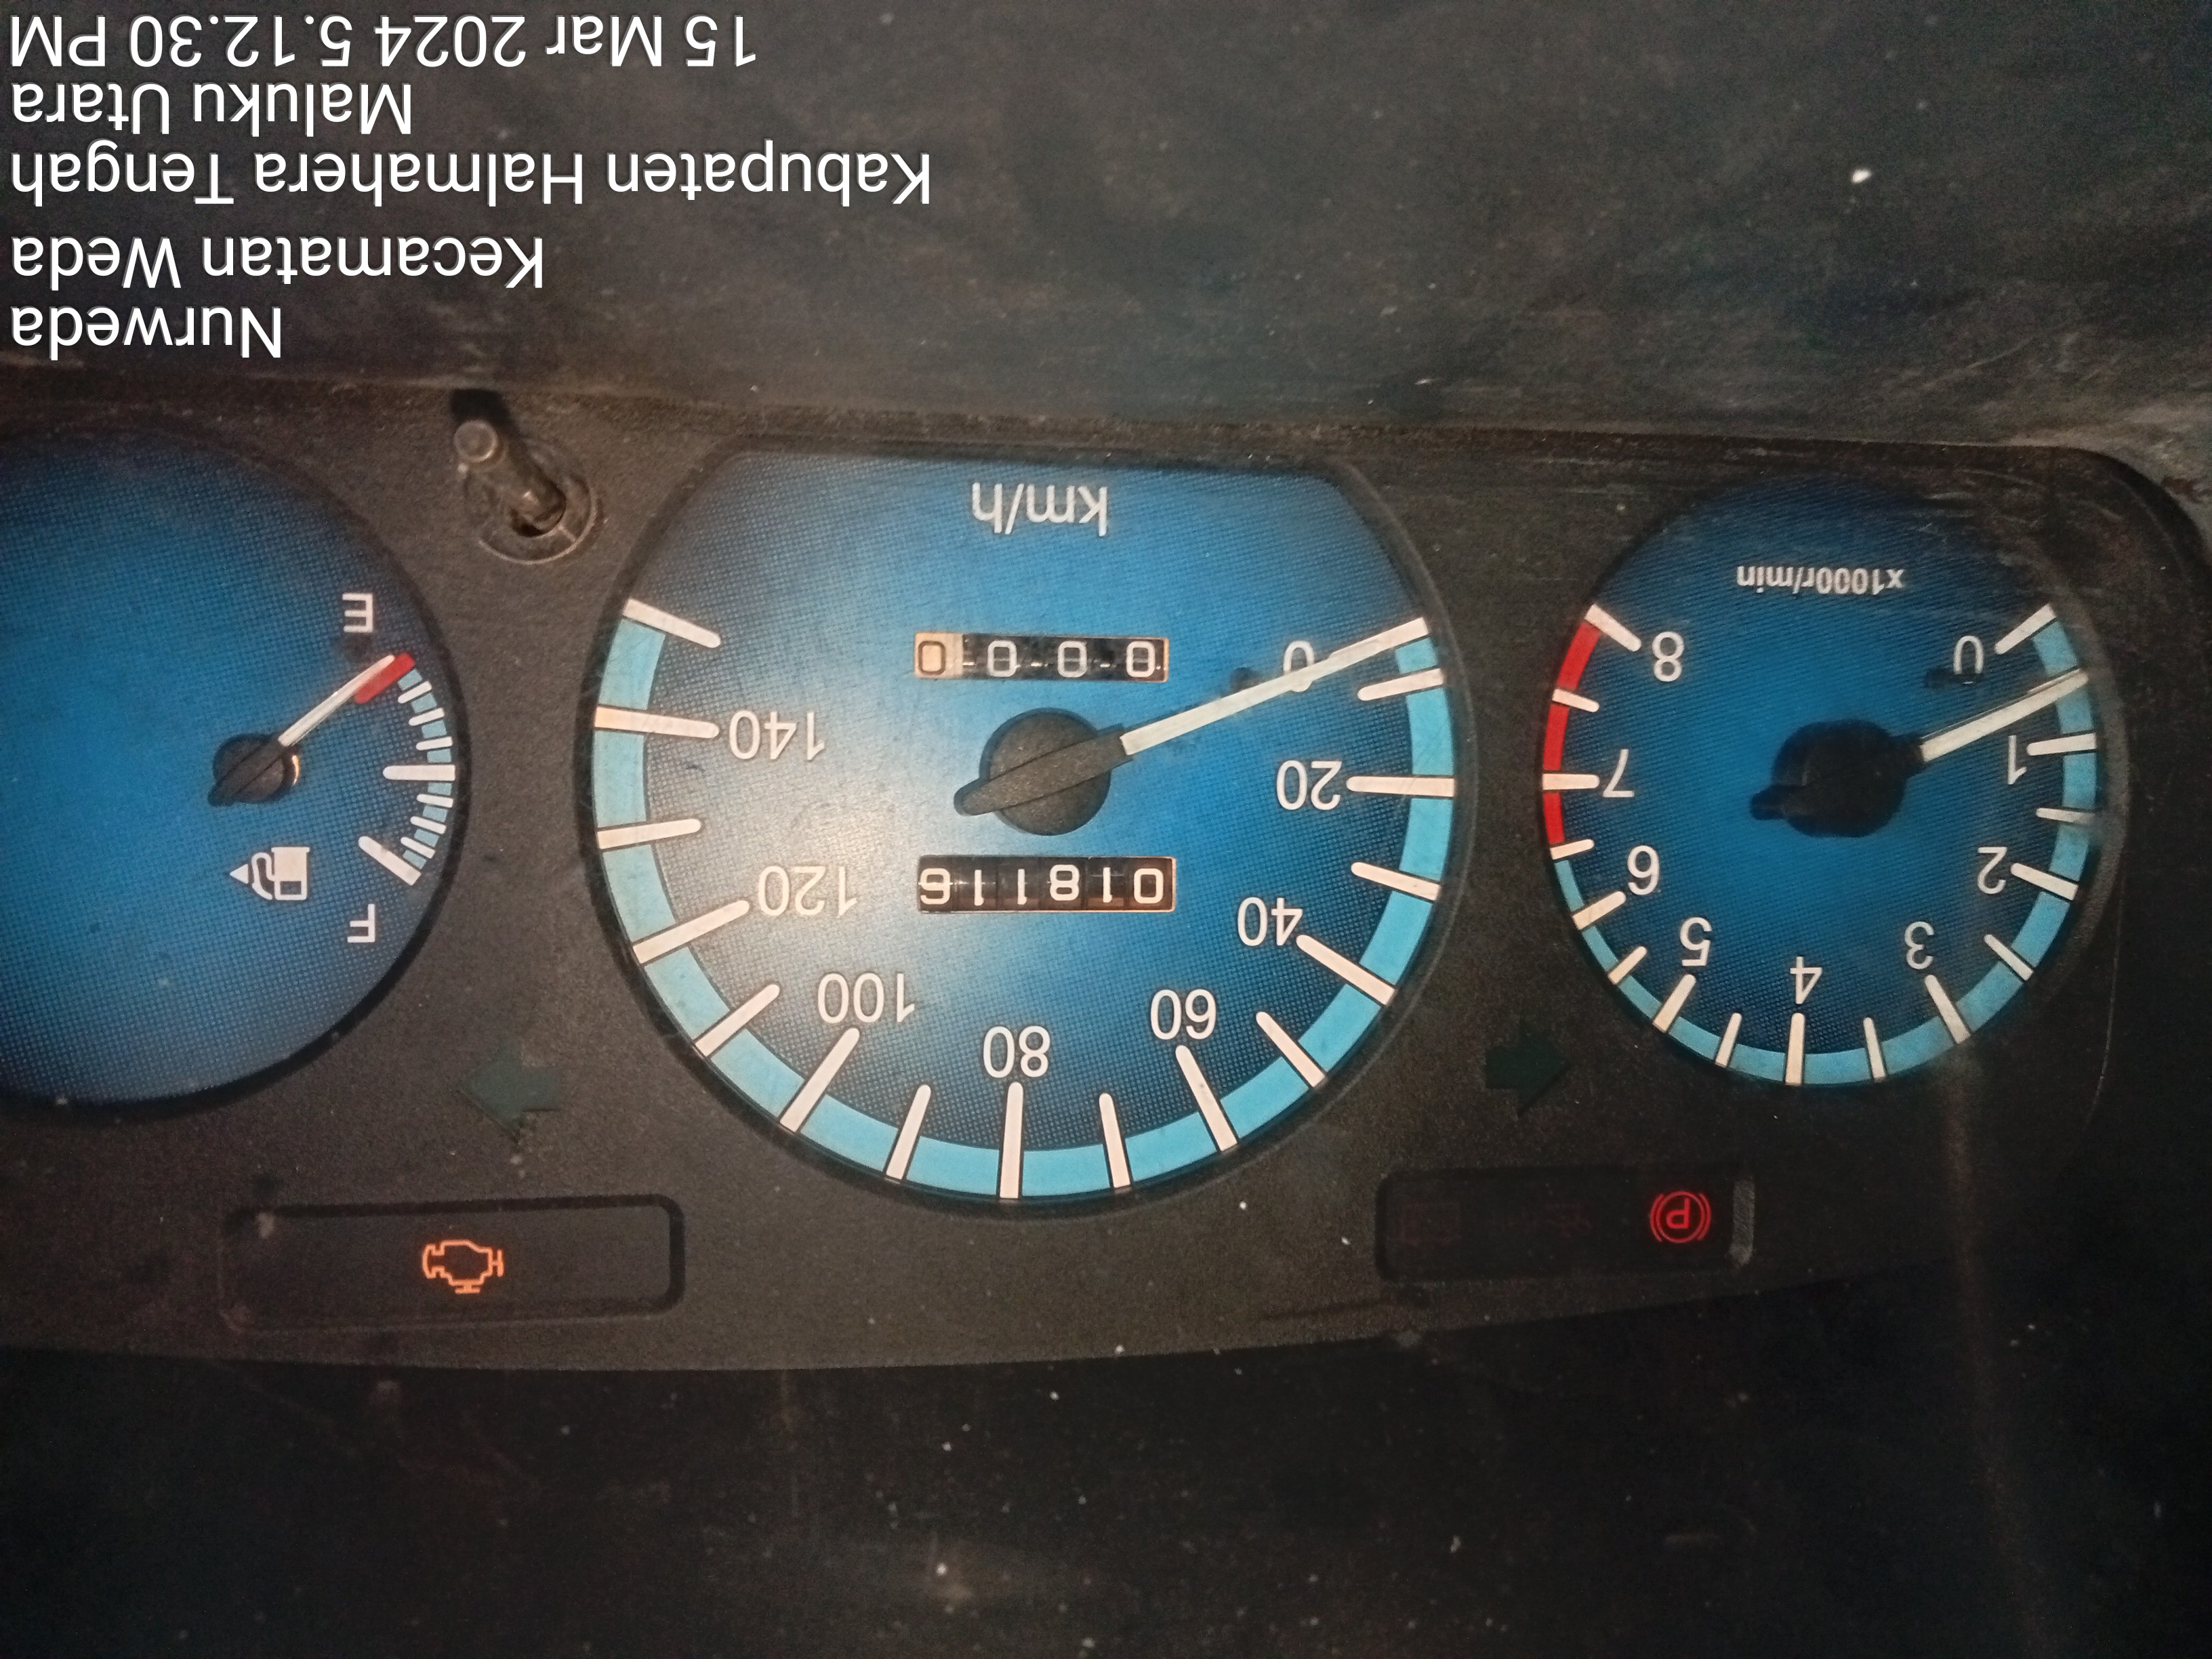 P
4
3
5
2
6
1
7
0
8
x1000r/min
80
60
100
40
120
018116
20
140
0
0000
km/h
F
E
Nurweda
Kecamatan Weda
Kabupaten Halmahera Tengah
Maluku Utara
15 Mar 2024 5.12.30 PM